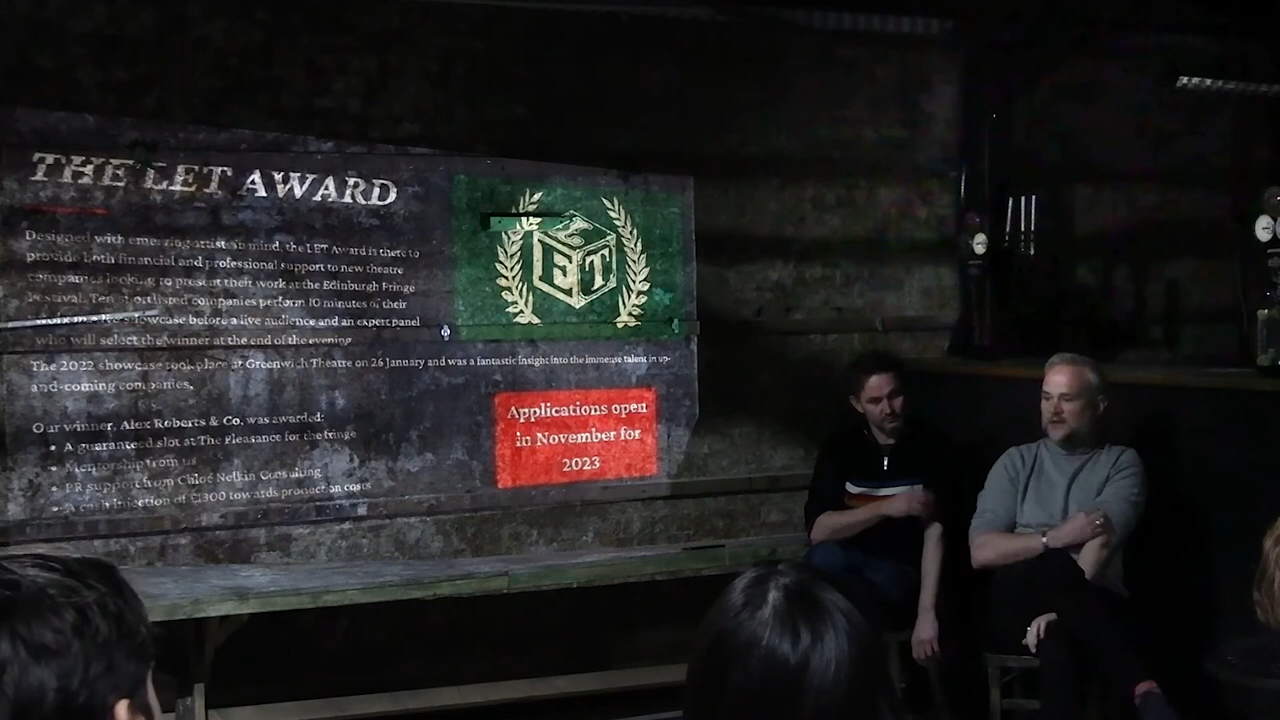 THE LET AWARD
Designed with emerging artists in mind, the LET Award is there to
provide both financial and professional support to new theatre
companies looking to present their work at the Edinburgh Fringe
Festival. Ten shortlisted companies perform 10 minutes of their
work in a live showcase before a live audience and an expert panel
who will select the winner at the end of the evening
The 2022 showcase took place at Greenwich Theatre on 26 January and was a fantastic insight into the immense talent in up-
and-coming companies.
Our winner, Alex Roberts & Co, was awarded:
• A guaranteed slot at The Pleasance for the fringe
• Mentorship from us
• PR support from Chloé Nelkin Consulting
• A cash injection of £1300 towards production costs
L
E T
Applications open
in November for
2023